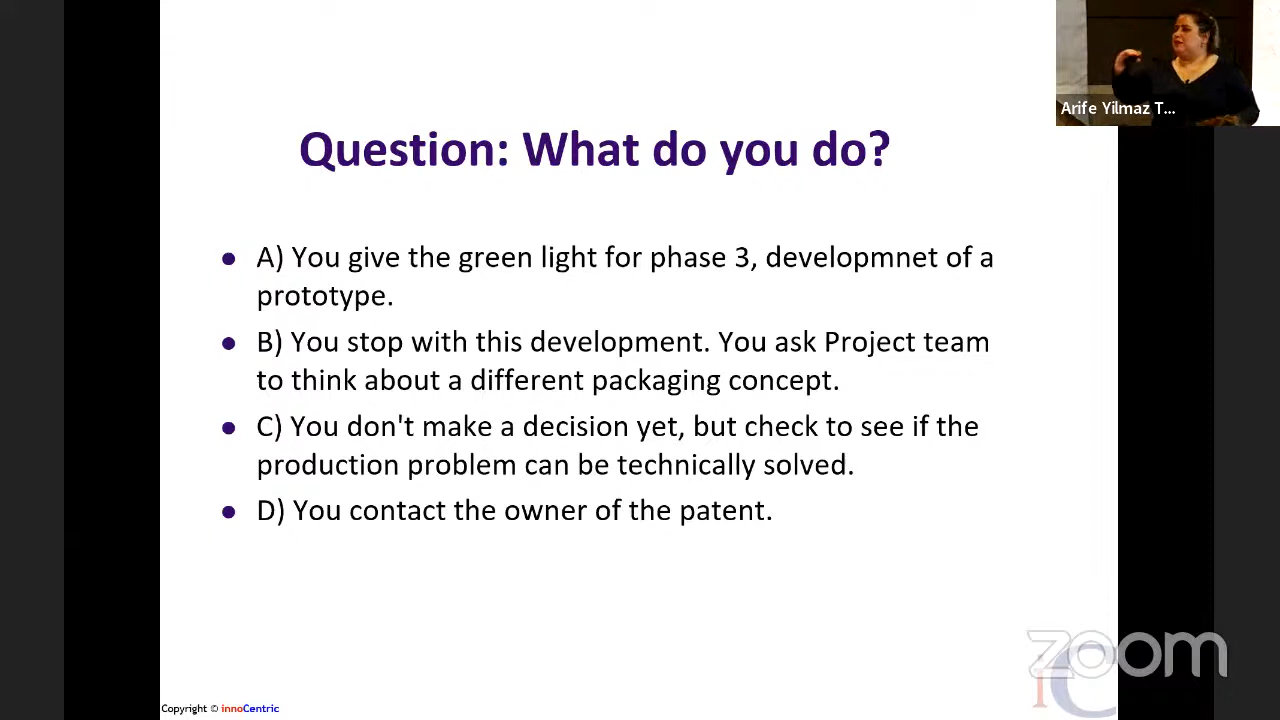 Arife Yilmaz T...
Question: What do you do?
● A) You give the green light for phase 3, developmnet of a
prototype.
● B) You stop with this development. You ask Project team
to think about a different packaging concept.
● C) You don't make a decision yet, but check to see if the
production problem can be technically solved.
● D) You contact the owner of the patent.
zoom
iC
Copyright © innoCentric